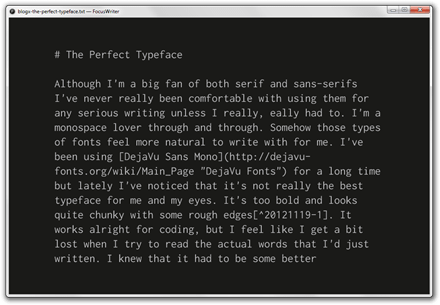 blog+-the-perfect-typeface.txt — FocusWriter
# The Perfect Typeface
Although I'm a big fan of both serif and sans-serifs
I've never really been comfortable with using them for
any serious writing unless I really, eally had to. I'm a
monospace lover through and through. Somehow those types
of fonts feel more natural to write with for me. I've
been using [DejaVu Sans Mono](http://dejavu-
fonts.org/wiki/Main_Page "DejaVu Fonts") for a long time
but lately I've noticed that it's not really the best
typeface for me and my eyes. It's too bold and looks
quite chunky with some rough edges[^20121119-1]. It
works alright for coding, but I feel like I get a bit
lost when I try to read the actual words that I'd just
written. I knew that it had to be some better